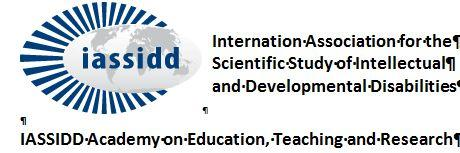 iassidd
Internation·Association·for·the¶
Scientific·Study·of·Intellectual¶
and·Developmental·Disabilities¶
¶
¶
IASSIDD·Academy·on·Education,·Teaching·and·Research¶